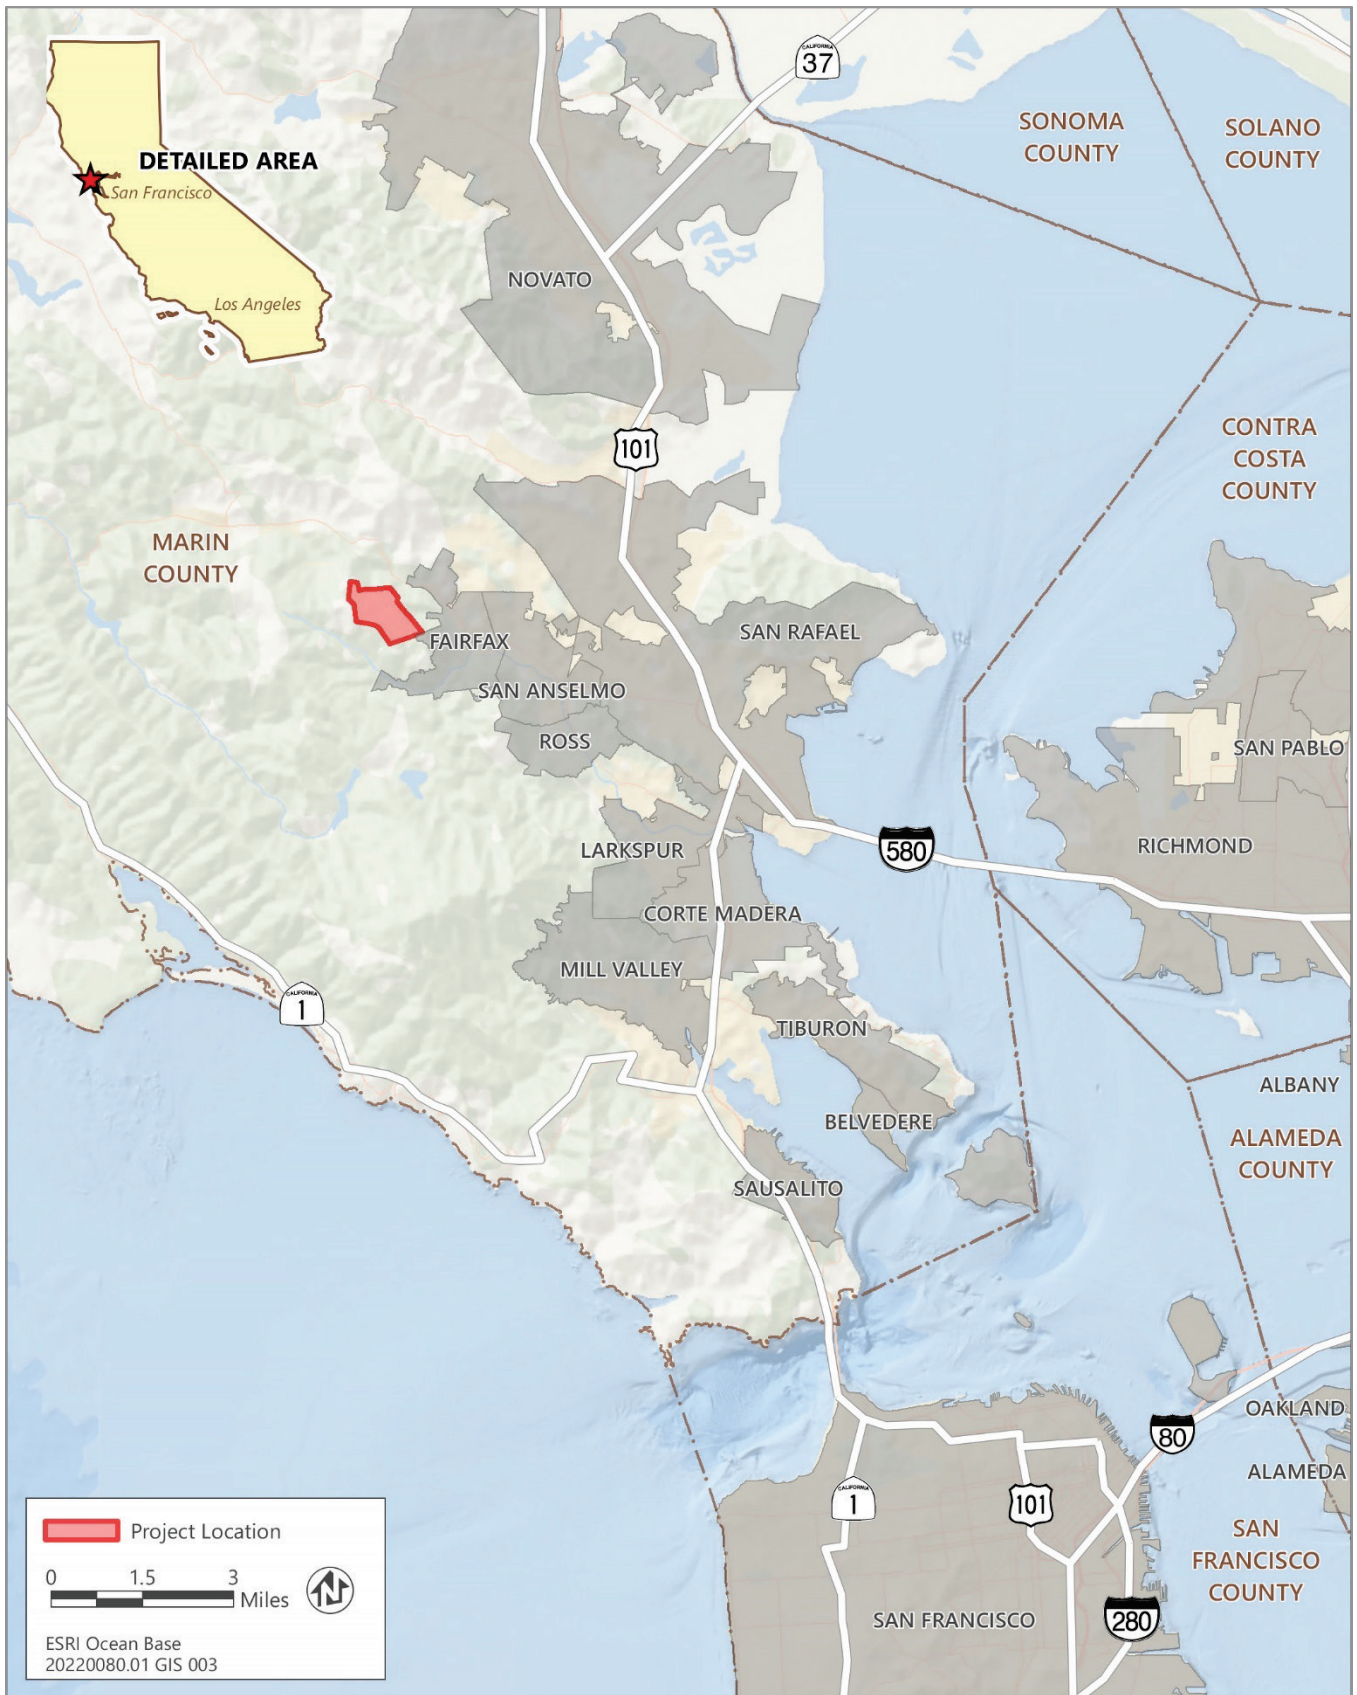 CALIFORNIA
37
SONOMA
COUNTY
SOLANO
COUNTY
DETAILED AREA
San Francisco
NOVATO
Los Angeles
101
CONTRA
COSTA
COUNTY
MARIN
COUNTY
FAIRFAX
SAN RAFAEL
SAN ANSELMO
ROSS
SAN PABLO
LARKSPUR
580
RICHMOND
CORTE MADERA
MILL VALLEY
CALIFORNIA
1
TIBURON
ALBANY
BELVEDERE
ALAMEDA
COUNTY
SAUSALITO
OAKLAND
80
ALAMEDA
CALIFORNIA
1
101
SAN
FRANCISCO
COUNTY
SAN FRANCISCO
280
Project Location
0 1.5 3
Miles
N
ESRI Ocean Base
20220080.01 GIS 003